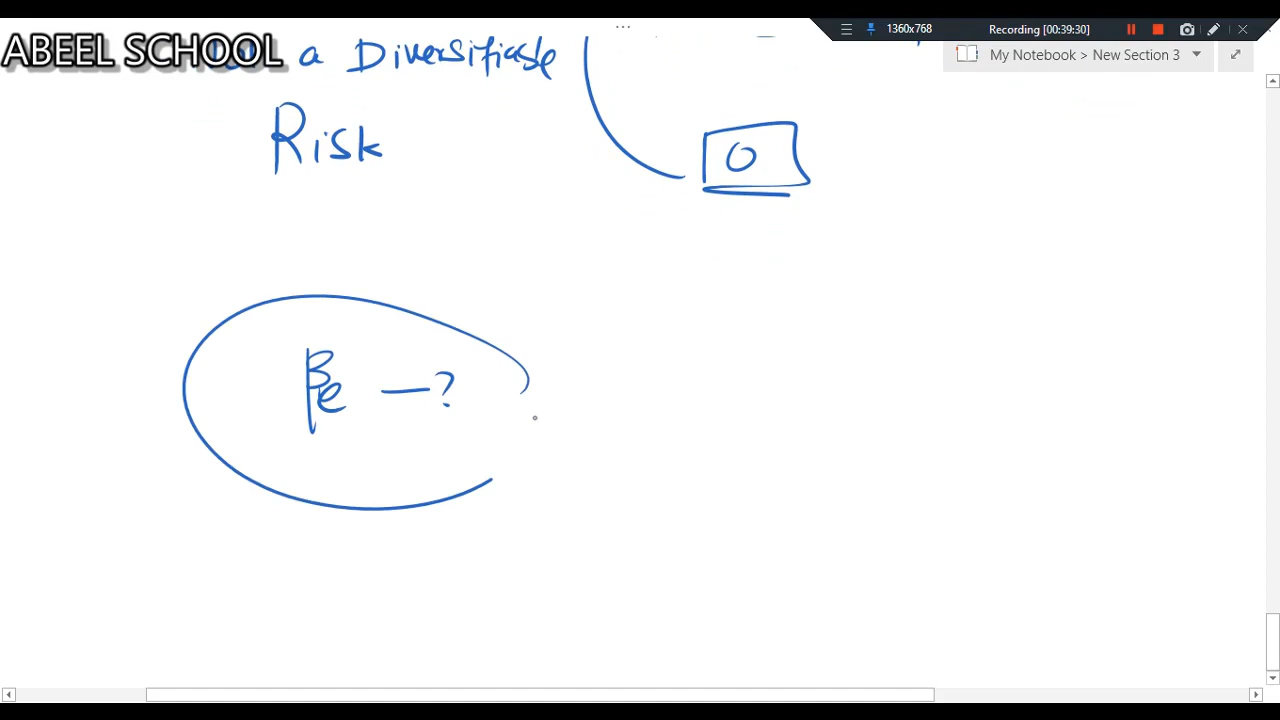 1360x768
Recording [00:39:30]
ABEEL SCHOOL
My Notebook > New Section 3
a Diversifiable
Risk
0
βe —?